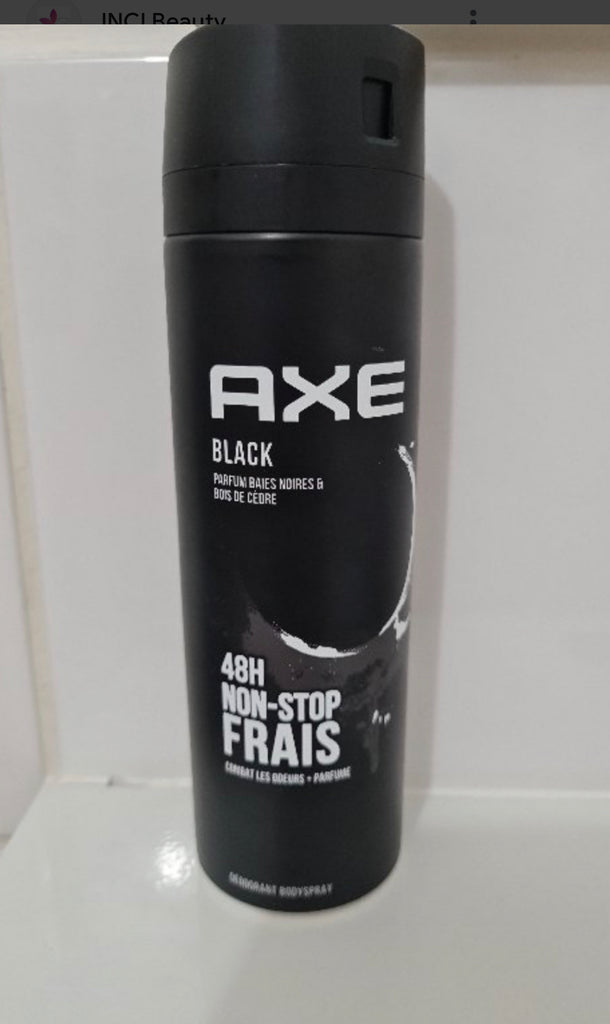 INCI Beauty
AXE
BLACK
PARFUM BAIES NOIRES &
BOIS DE CÈDRE
48H
NON-STOP
FRAIS
COMBAT LES ODEURS + PARFUME
DEODORANT BODYSPRAY